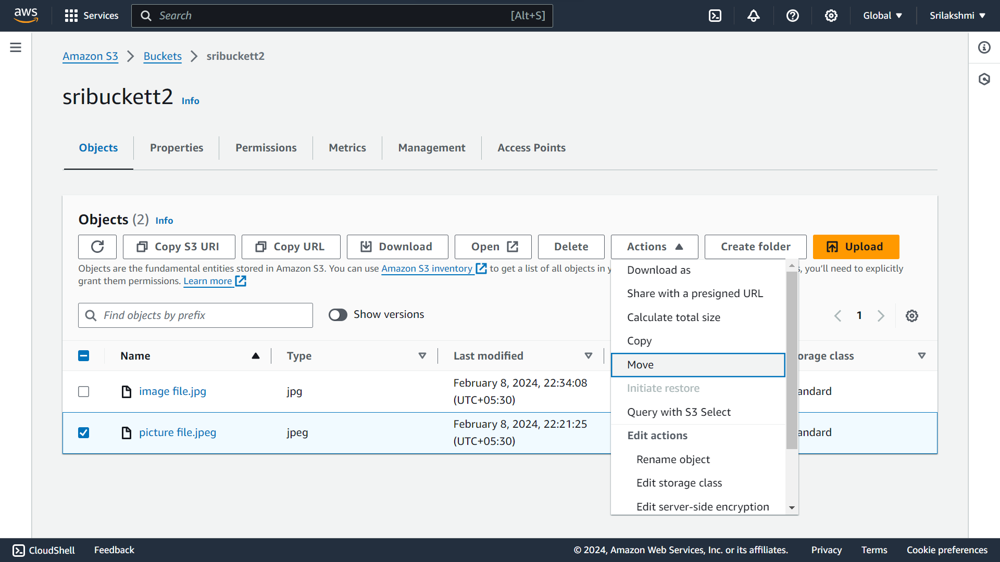 aws Services Search [Alt+S] Global Srilakshmi
Amazon S3 Buckets sribuckett2
sribuckett2 Info
Objects Properties Permissions Metrics Management Access Points
Objects (2) Info
Copy S3 URI Copy URL Download Open Delete Actions Create folder Upload
Objects are the fundamental entities stored in Amazon S3. You can use Amazon S3 inventory to get a list of all objects in y
s, you’ll need to explicitly
grant them permissions. Learn more
Download as
Share with a presigned URL
Calculate total size
Copy
Move
Initiate restore
Query with S3 Select
Edit actions
Rename object
Edit storage class
Edit server-side encryption
Find objects by prefix Show versions 1
Name Type Last modified orage class
image file.jpg jpg February 8, 2024, 22:34:08 andard
(UTC+05:30)
picture file.jpeg jpeg February 8, 2024, 22:21:25 andard
(UTC+05:30)
CloudShell Feedback © 2024, Amazon Web Services, Inc. or its affiliates. Privacy Terms Cookie preferences